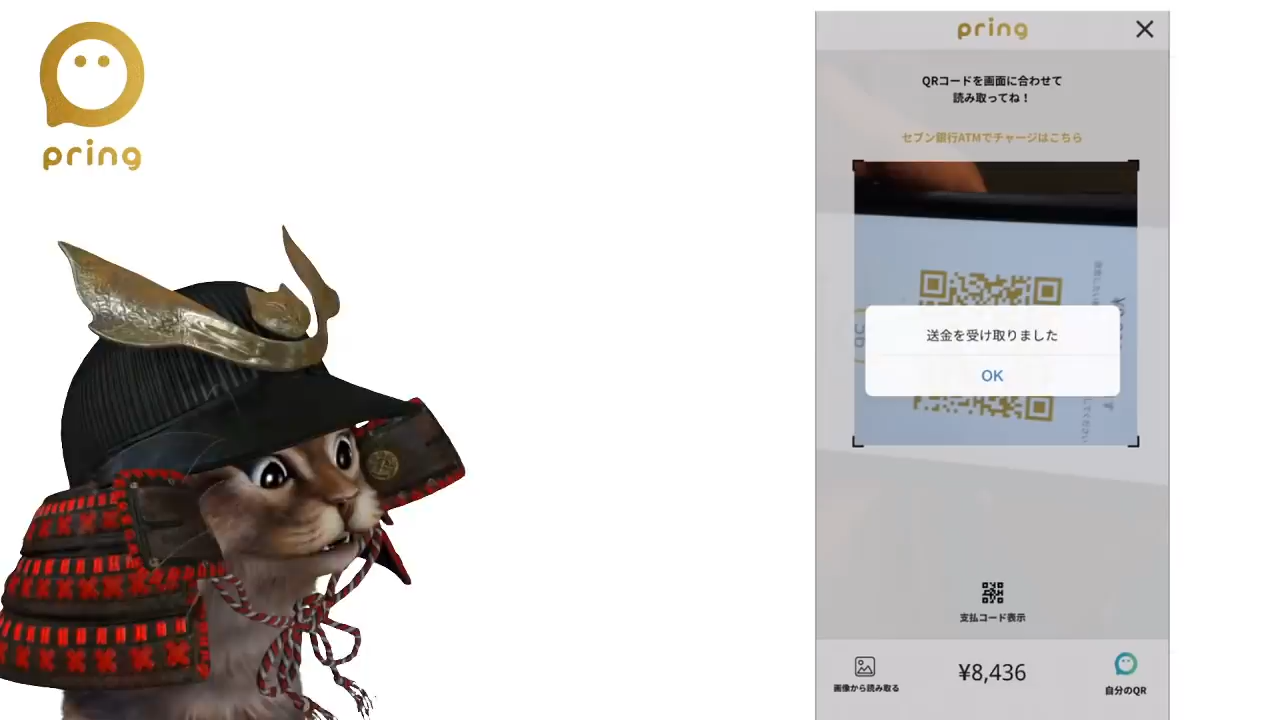 pring
pring
QRコードを画面に合わせて
読み取ってね！
セブン銀行ATMでチャージはこちら
送金を受け取りました
OK
支払コード表示
画像から読み取る
¥8,436
自分のQR